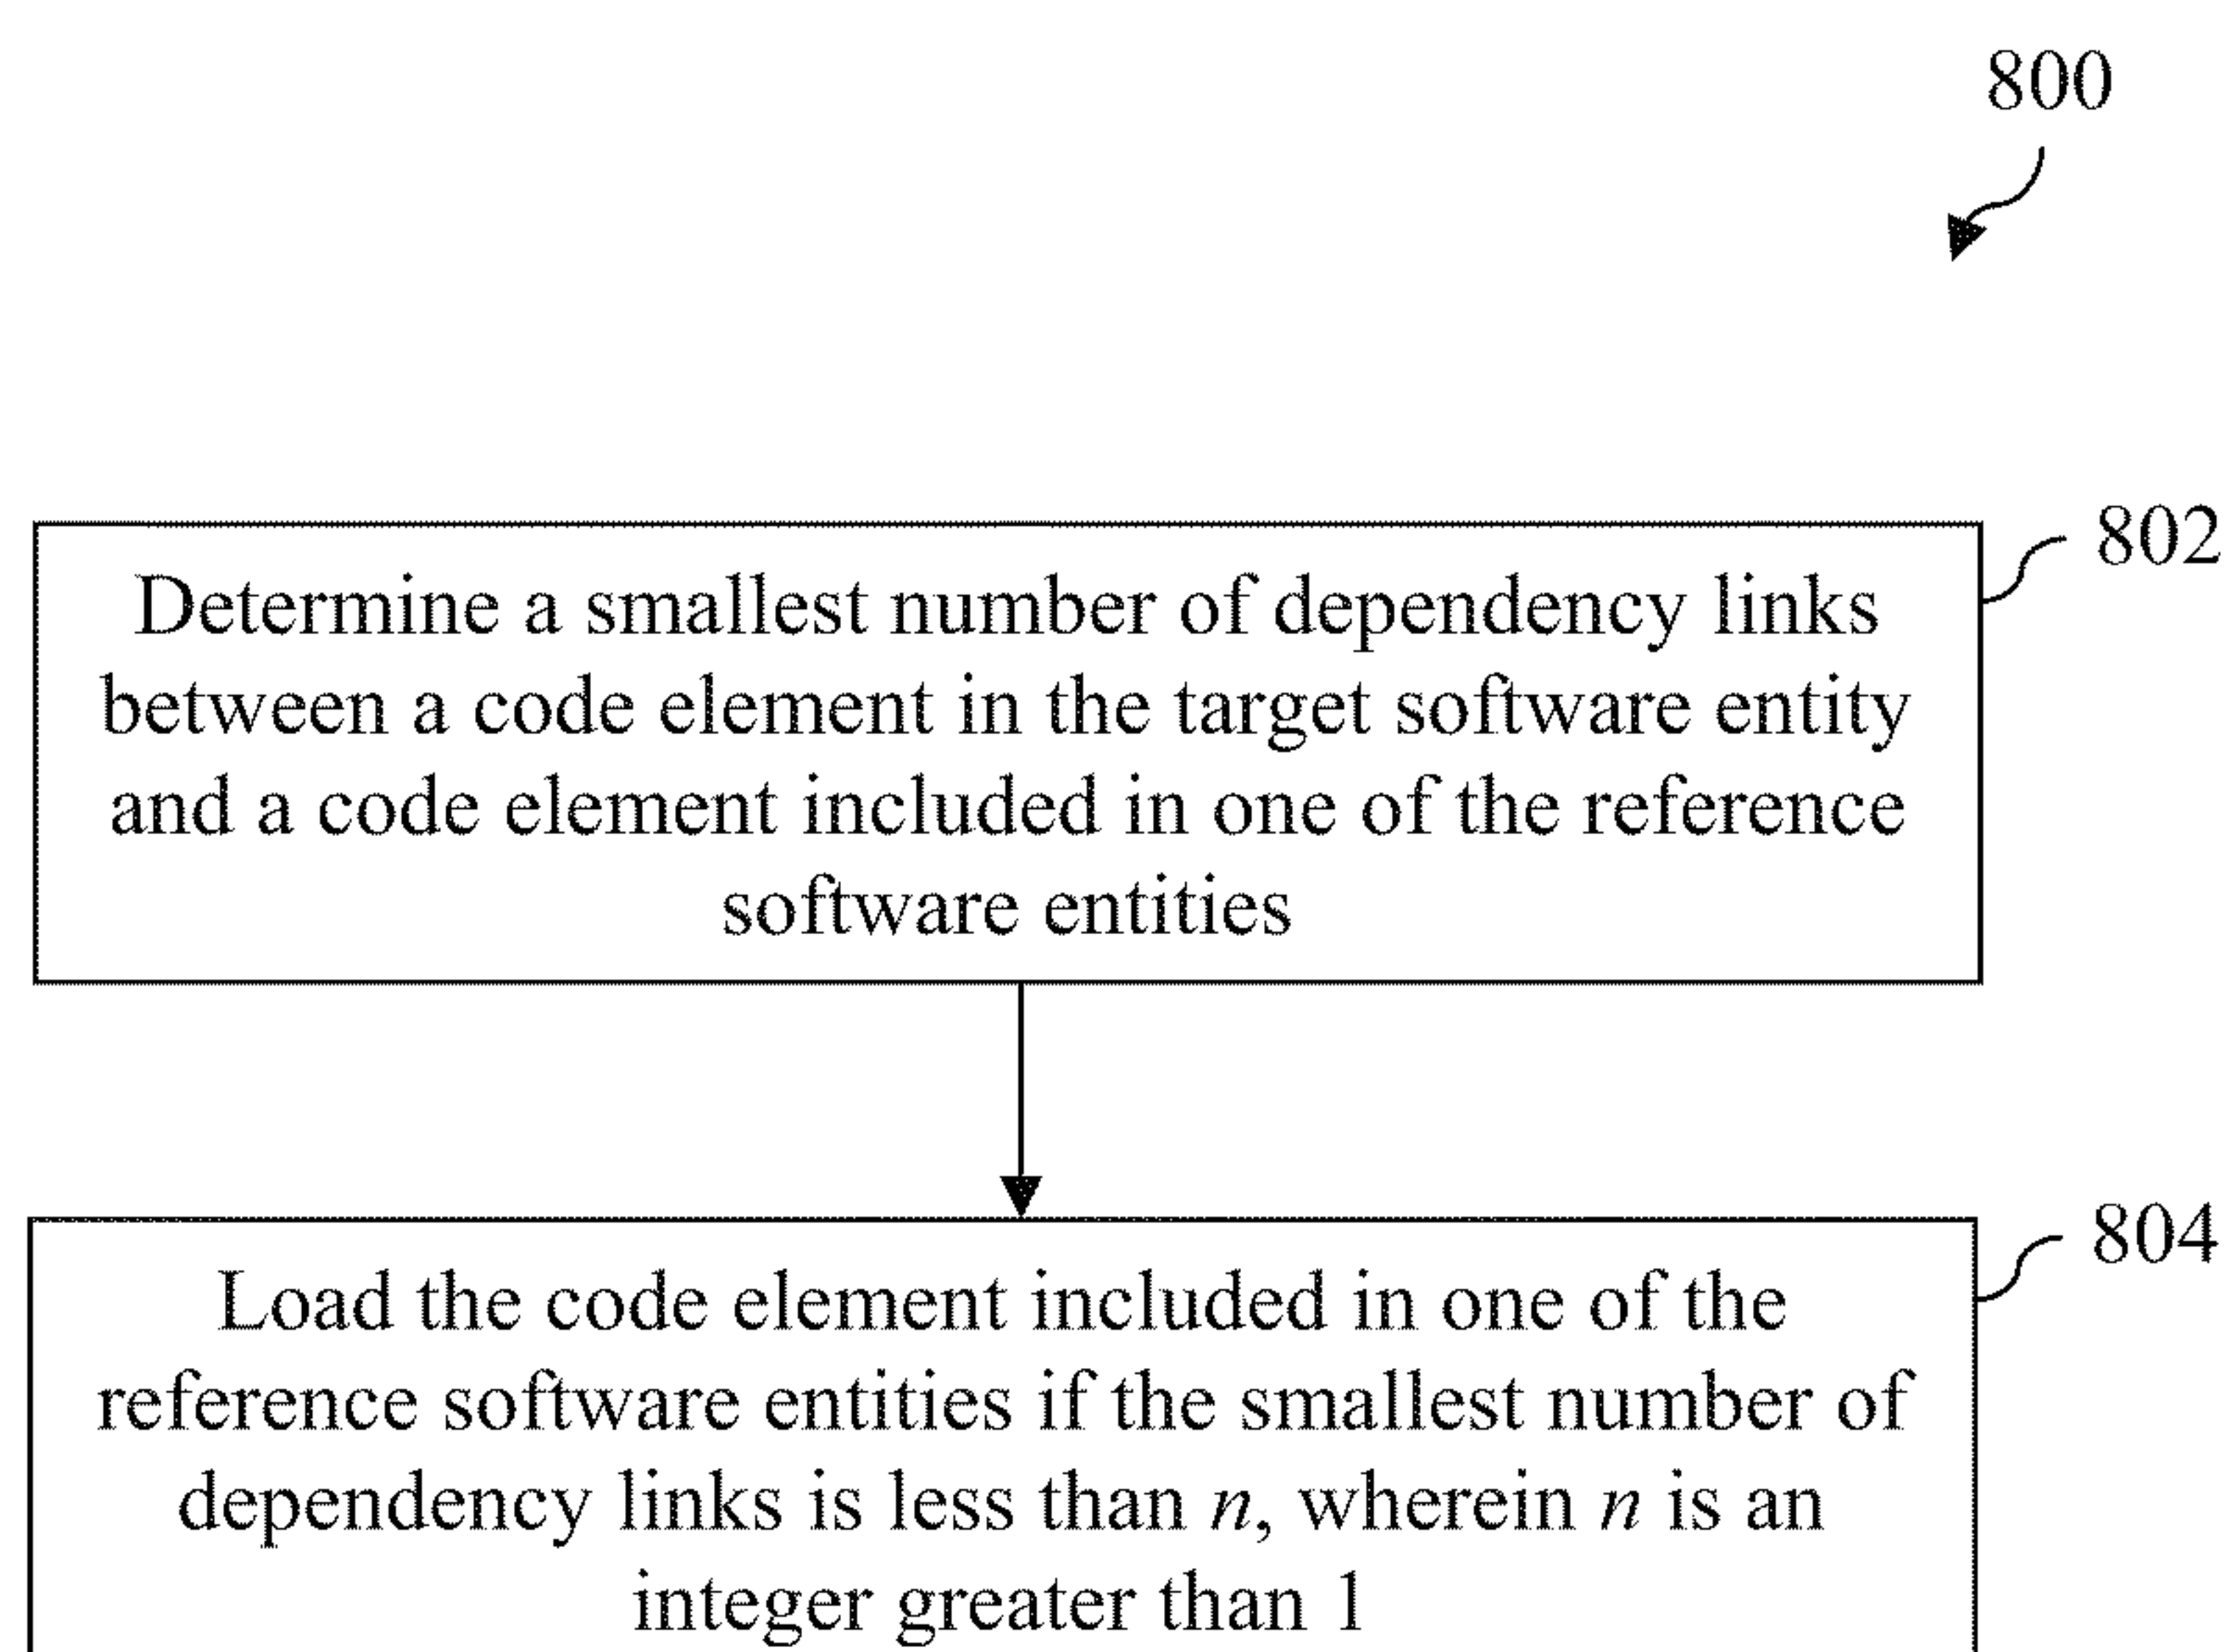 800
802
Determine a smallest number of dependency links
between a code element in the target software entity
and a code element included in one of the reference
software entities
804
Load the code element included in one of the
reference software entities if the smallest number of
dependency links is less than n, wherein n is an
integer greater than 1